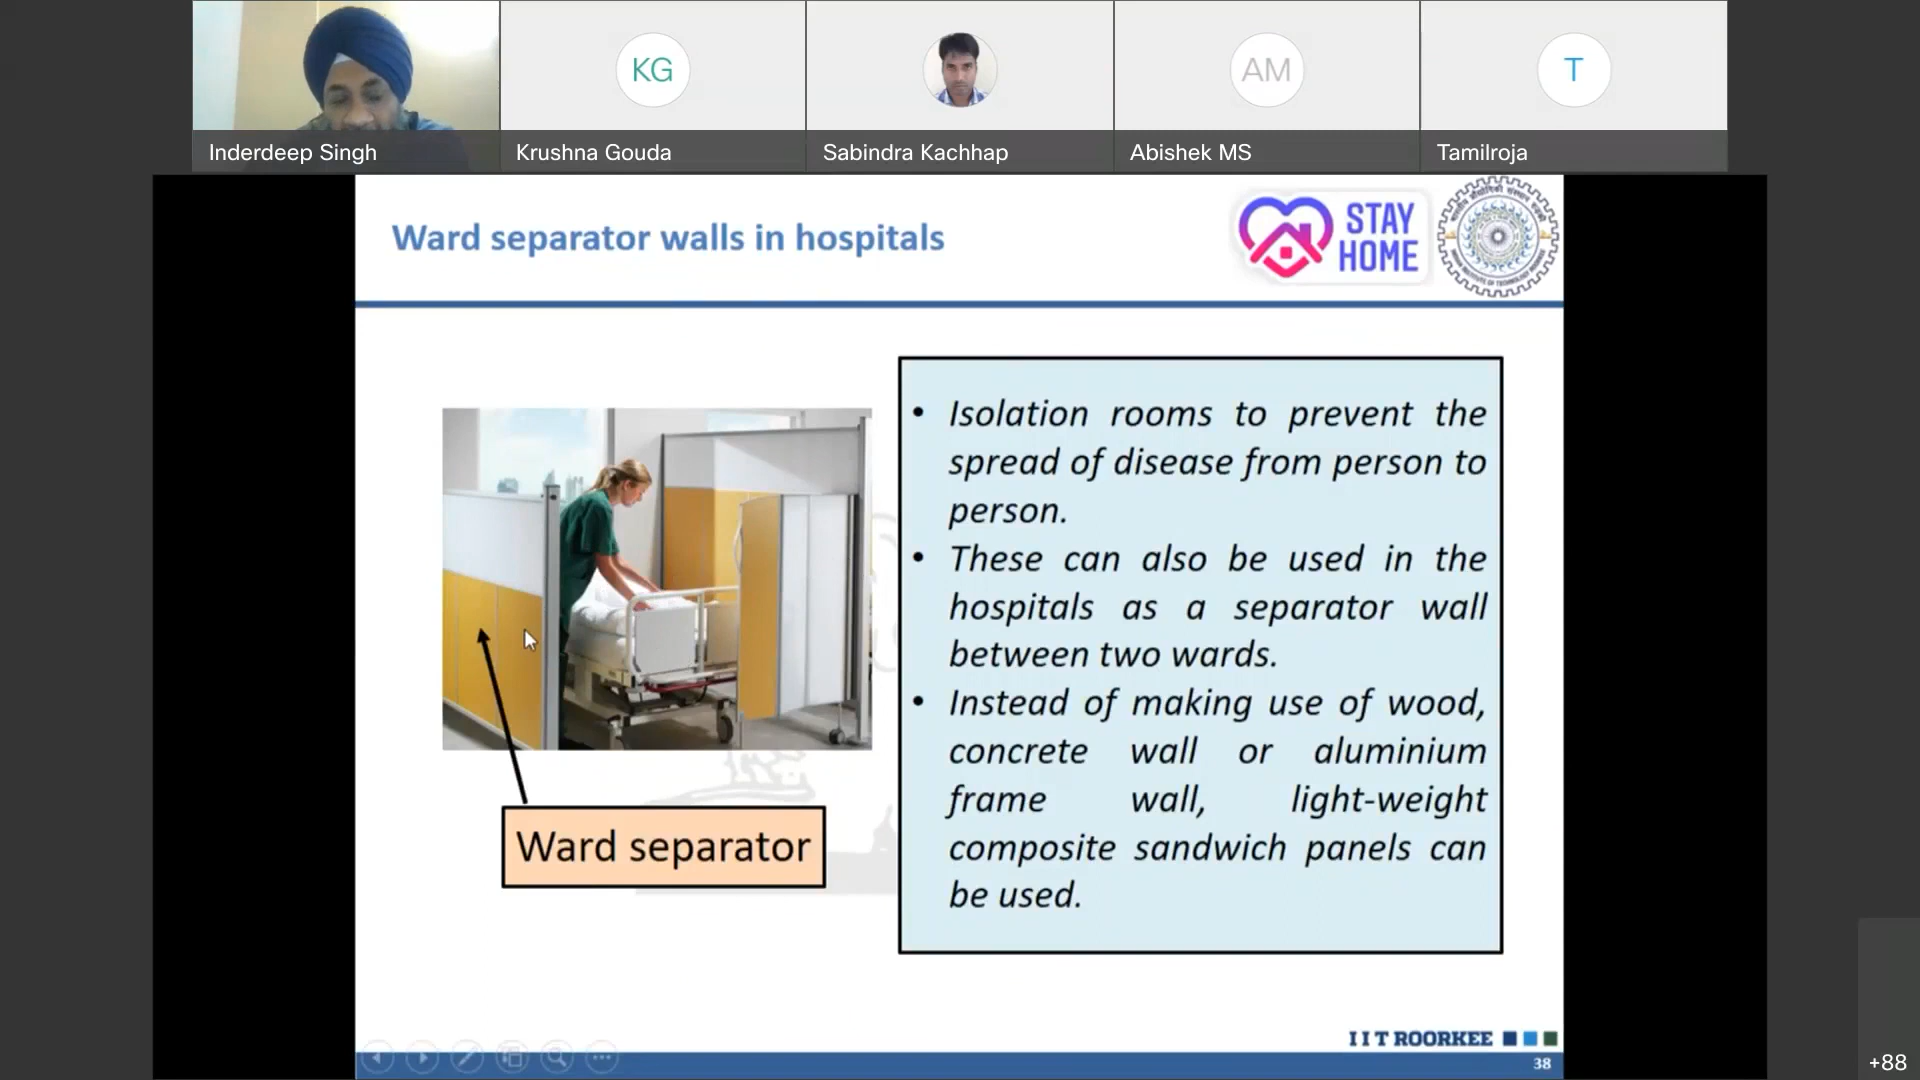 KG
AM
T
Inderdeep Singh
Krushna Gouda
Sabindra Kachhap
Abishek MS
Tamilroja
Ward separator walls in hospitals
STAY
HOME
• Isolation rooms to prevent the
spread of disease from person to
person.
• These can also be used in the
hospitals as a separator wall
between two wards.
• Instead of making use of wood,
concrete wall or aluminium
frame wall, light-weight
composite sandwich panels can
be used.
Ward separator
I I T ROORKEE
38
+88